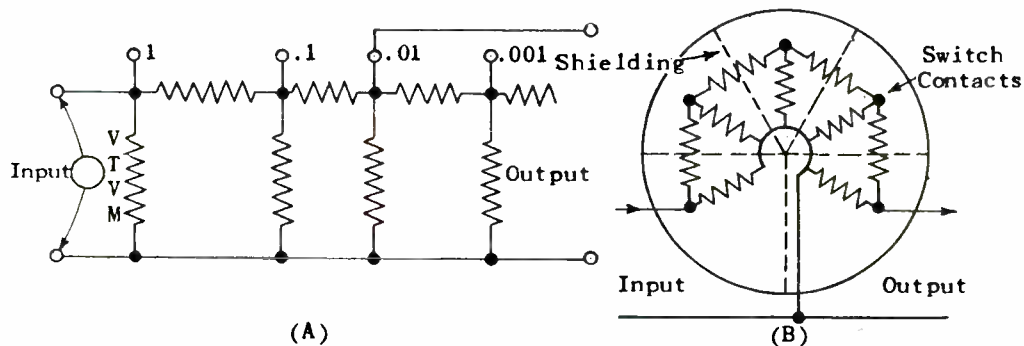 1 .1 .01 .001
Input
V
T
V
M
Output
(A)
Shielding
Switch
Contacts
Input
Output
(B)